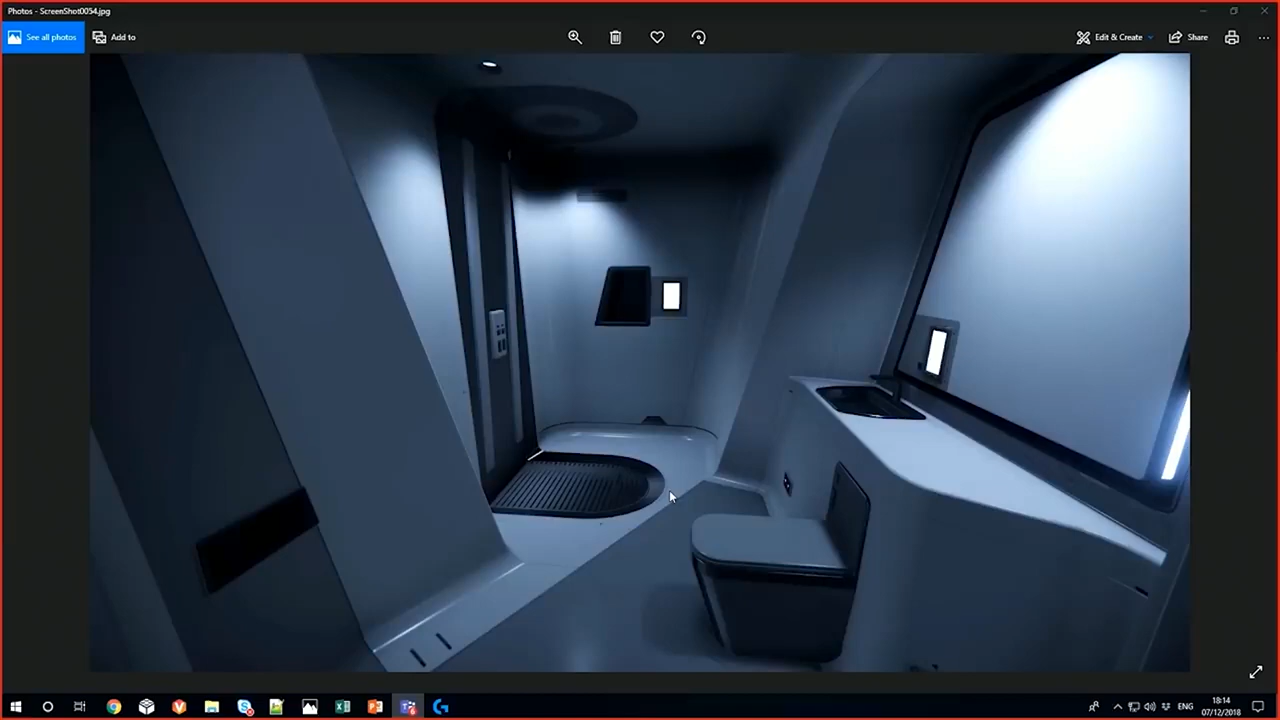 Photos - ScreenShot0054.jpg
See all photos
Add to
Edit & Create
Share
18:14
ENG
07/12/2018